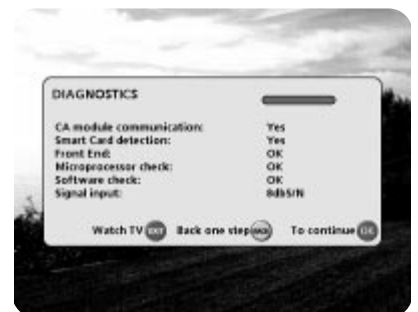 DIAGNOSTICS
CA module communication: Yes
Smart Card detection: Yes
Front End: OK
Microprocessor check: OK
Software check: OK
Signal input: 8dbS/N
Watch TV EXIT Back one step BACK To continue OK